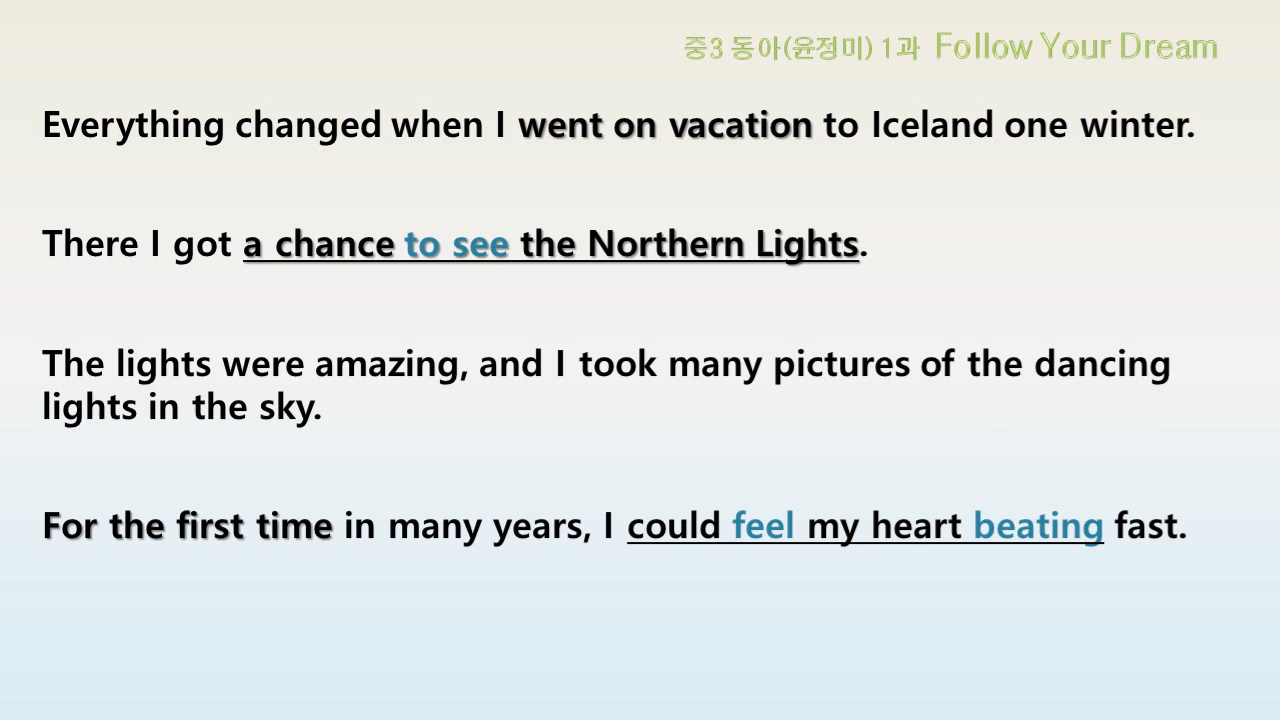 중3 동아(윤정미) 1과 Follow Your Dream
Everything changed when I went on vacation to Iceland one winter.
There I got a chance to see the Northern Lights.
The lights were amazing, and I took many pictures of the dancing
lights in the sky.
For the first time in many years, I could feel my heart beating fast.